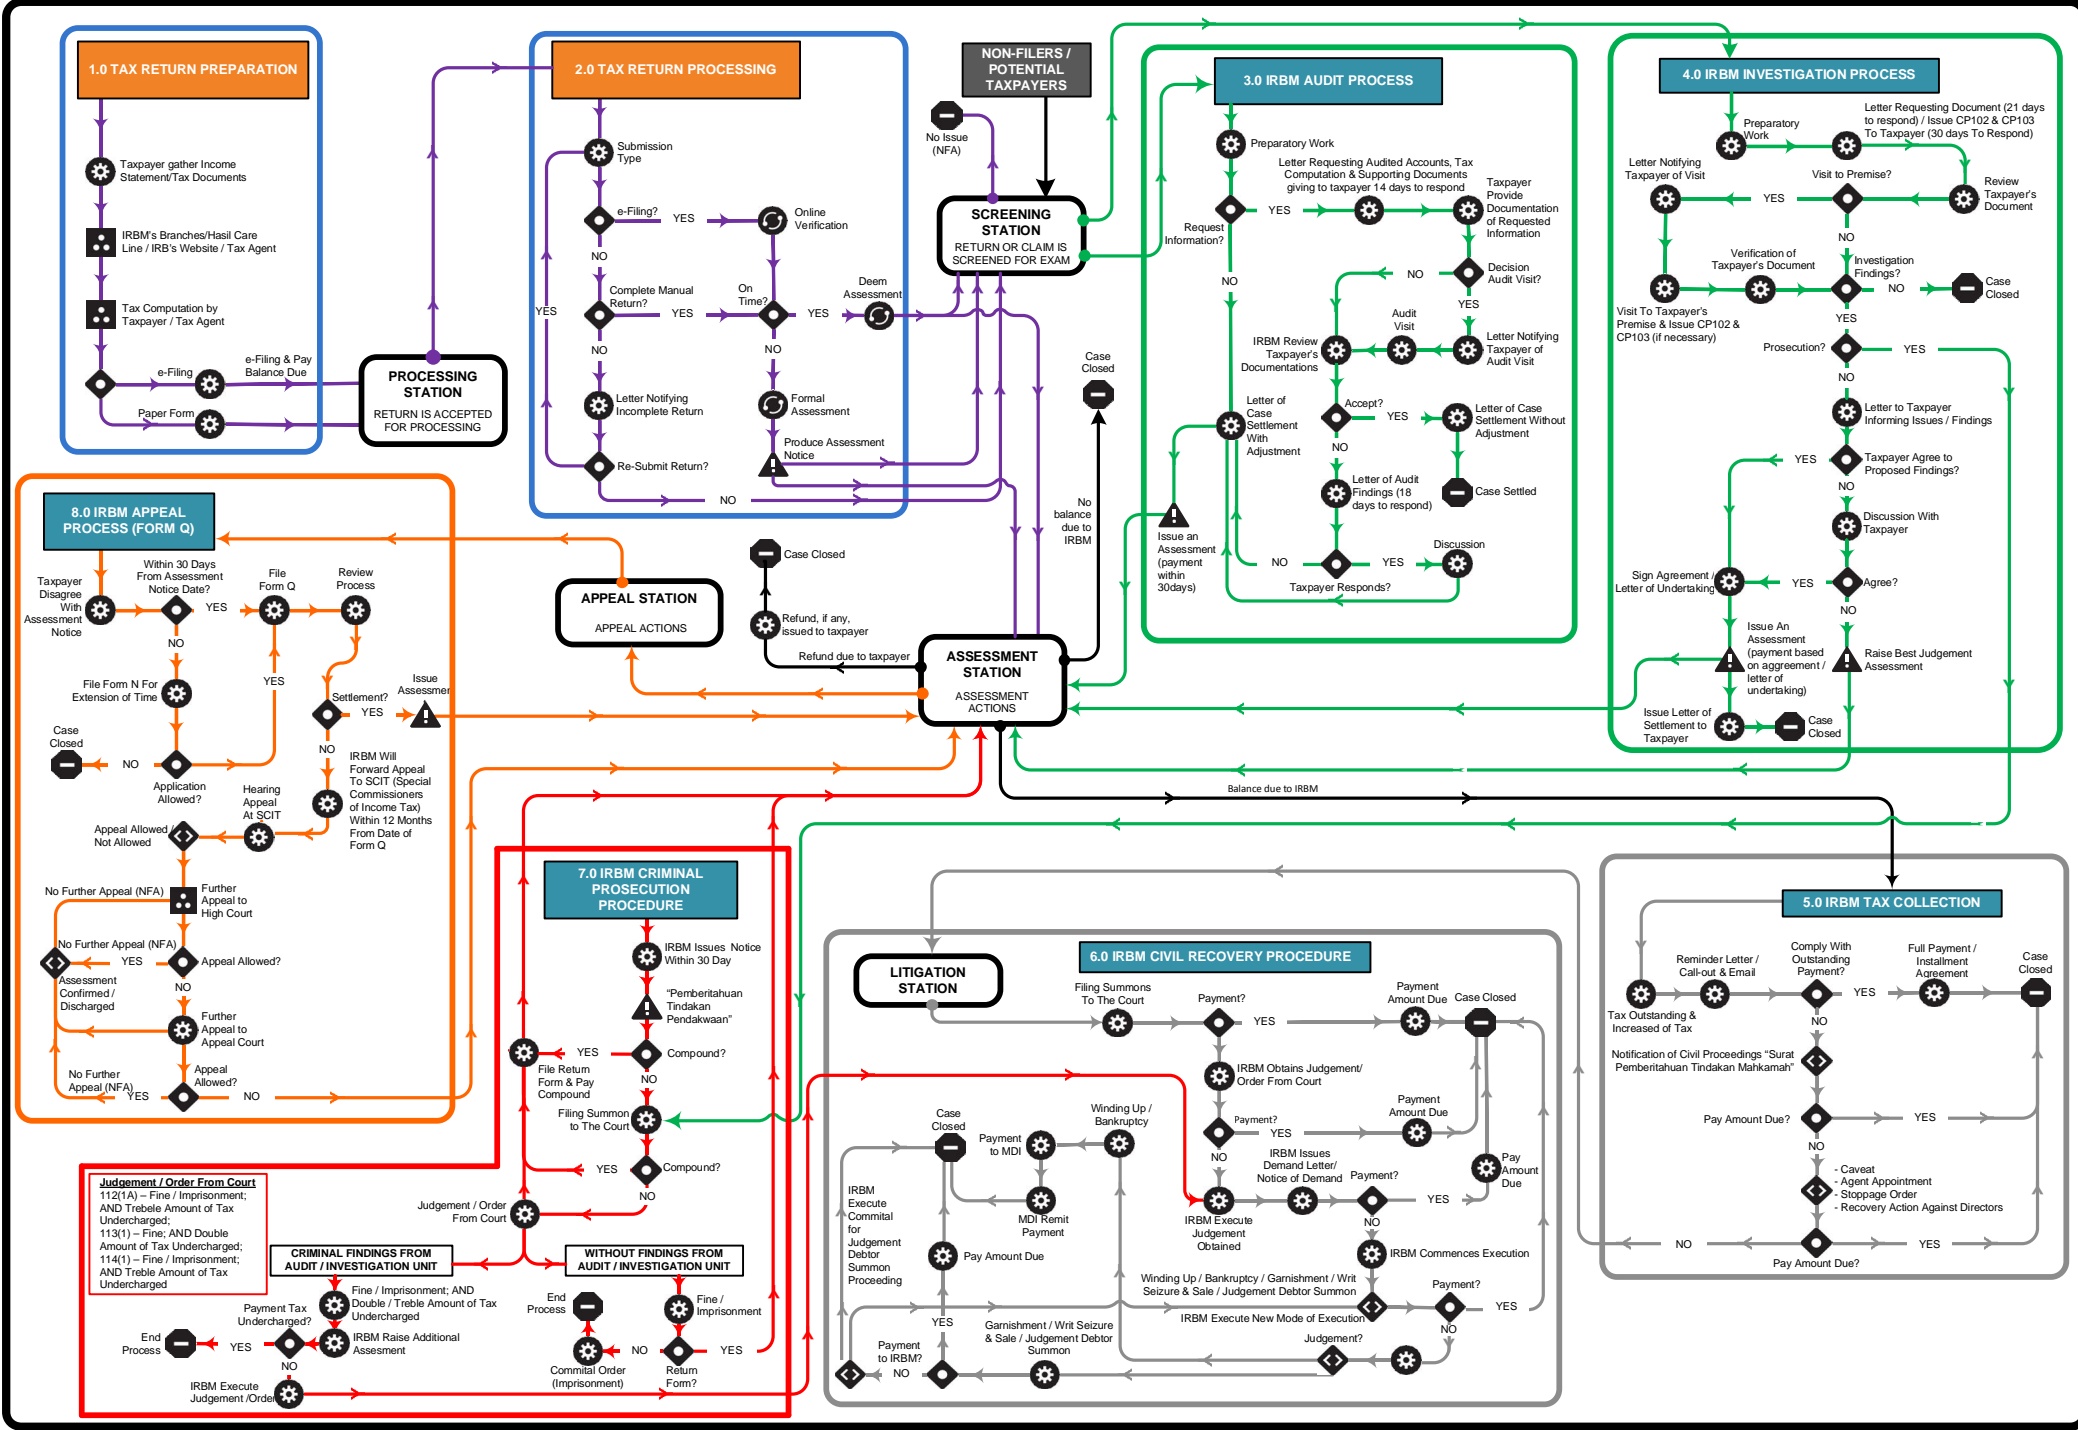 1.0 TAX RETURN PREPARATION
Taxpayer gather Income
Statement/Tax Documents
IRBM's Branches/Hasil Care
Line / IRB's Website / Tax Agent
Tax Computation by
Taxpayer / Tax Agent
e-Filing
e-Filing & Pay
Balance Due
Paper Form
PROCESSING
STATION
RETURN IS ACCEPTED
FOR PROCESSING
2.0 TAX RETURN PROCESSING
Submission
Type
e-Filing?
YES
Online
Verification
NO
Complete Manual
Return?
YES
On
Time?
YES
Deem
Assessment
YES
NO
NO
Letter Notifying
Incomplete Return
Formal
Assessment
Produce Assessment
Notice
Re-Submit Return?
NO
NON-FILERS /
POTENTIAL
TAXPAYERS
No Issue
(NFA)
SCREENING
STATION
RETURN OR CLAIM IS
SCREENED FOR EXAM
3.0 IRBM AUDIT PROCESS
Preparatory Work
Letter Requesting Audited Accounts, Tax
Computation & Supporting Documents
giving to taxpayer 14 days to respond
Taxpayer
Provide
Documentation
of Requested
Information
YES
Request
Information?
NO
NO
Decision
Audit Visit?
YES
Audit
Visit
Letter Notifying
Taxpayer of
Audit Visit
IRBM Review
Taxpayer's
Documentations
Letter of
Case
Settlement
With
Adjustment
Accept?
YES
Letter of Case
Settlement Without
Adjustment
NO
Letter of Audit
Findings (18
days to respond)
Case Settled
Issue an
Assessment
(payment
within
30days)
NO
YES
Discussion
Taxpayer Responds?
4.0 IRBM INVESTIGATION PROCESS
Preparatory
Work
Letter Requesting Document (21 days
to respond) / Issue CP102 & CP103
To Taxpayer (30 days To Respond)
Letter Notifying
Taxpayer of Visit
Visit to Premise?
YES
Review
Taxpayer's
Document
NO
Verification of
Taxpayer's Document
Investigation
Findings?
NO
Case
Closed
Visit To Taxpayer's
Premise & Issue CP102 &
CP103 (if necessary)
YES
Prosecution?
YES
NO
Letter to Taxpayer
Informing Issues / Findings
YES
Taxpayer Agree to
Proposed Findings?
NO
Discussion With
Taxpayer
Sign Agreement /
Letter of Undertaking
YES
Agree?
NO
Issue An
Assessment
(payment based
on aggreement /
letter of
undertaking)
Raise Best Judgement
Assessment
Issue Letter of
Settlement to
Taxpayer
Case
Closed
Case
Closed
No
balance
due to
IRBM
Case Closed
Refund, if any,
issued to taxpayer
Refund due to taxpayer
APPEAL STATION
APPEAL ACTIONS
ASSESSMENT
STATION
ASSESSMENT
ACTIONS
Balance due to IRBM
8.0 IRBM APPEAL
PROCESS (FORM Q)
Taxpayer
Disagree
With
Assessment
Notice
Within 30 Days
From Assessment
Notice Date?
YES
File
Form Q
Review
Process
NO
File Form N For
Extension of Time
YES
Settlement?
YES
Issue
Assessmer
NO
Case
Closed
NO
Application
Allowed?
IRBM Will
Forward Appeal
To SCIT (Special
Commissioners
of Income Tax)
Within 12 Months
From Date of
Form Q
Hearing
Appeal
At SCIT
Appeal Allowed /
Not Allowed
No Further Appeal (NFA)
Further
Appeal to
High Court
No Further Appeal (NFA)
YES
Appeal Allowed?
Assessment
Confirmed /
Discharged
NO
Further
Appeal to
Appeal Court
No Further
Appeal (NFA)
YES
Appeal
Allowed?
NO
7.0 IRBM CRIMINAL
PROSECUTION
PROCEDURE
IRBM Issues Notice
Within 30 Day
"Pemberitahuan
Tindakan
Pendakwaan"
YES
Compound?
File Return
Form & Pay
Compound
NO
Filing Summon
to The Court
YES
Compound?
NO
Judgement / Order
From Court
Judgement / Order From Court
112(1A) – Fine / Imprisonment;
AND Trebele Amount of Tax
Undercharged;
113(1) – Fine; AND Double
Amount of Tax Undercharged;
114(1) – Fine / Imprisonment;
AND Treble Amount of Tax
Undercharged
CRIMINAL FINDINGS FROM
AUDIT / INVESTIGATION UNIT
WITHOUT FINDINGS FROM
AUDIT / INVESTIGATION UNIT
Fine / Imprisonment; AND
Double / Treble Amount of Tax
Undercharged
Payment Tax
Undercharged?
IRBM Raise Additional
Assesment
End
Process
YES
NO
IRBM Execute
Judgement /Order
End
Process
Fine /
Imprisonment
NO
YES
Commital Order
(Imprisonment)
Return
Form?
6.0 IRBM CIVIL RECOVERY PROCEDURE
LITIGATION
STATION
Filing Summons
To The Court
Payment?
YES
Payment
Amount Due
Case Closed
IRBM Obtains Judgement/
Order From Court
Payment?
YES
Payment
Amount Due
NO
Case
Closed
Payment
to MDI
Winding Up /
Bankruptcy
MDI Remit
Payment
IRBM Execute
Judgement
Obtained
IRBM Issues
Demand Letter/
Notice of Demand
Payment?
YES
Pay
Amount
Due
NO
IRBM Commences Execution
IRBM
Execute
Commital
for
Judgement
Debtor
Summon
Proceeding
Pay Amount Due
Winding Up / Bankruptcy / Garnishment / Writ
Seizure & Sale / Judgement Debtor Summon
Payment?
YES
IRBM Execute New Mode of Execution
NO
YES
Garnishment / Writ Seizure
& Sale / Judgement Debtor
Summon
Judgement?
Payment
to IRBM?
NO
5.0 IRBM TAX COLLECTION
Tax Outstanding &
Increased of Tax
Reminder Letter /
Call-out & Email
Comply With
Outstanding
Payment?
YES
Full Payment /
Installment
Agreement
Case
Closed
NO
Notification of Civil Proceedings "Surat
Pemberitahuan Tindakan Mahkamah"
Pay Amount Due?
YES
NO
- Caveat
- Agent Appointment
- Stoppage Order
- Recovery Action Against Directors
NO
YES
Pay Amount Due?